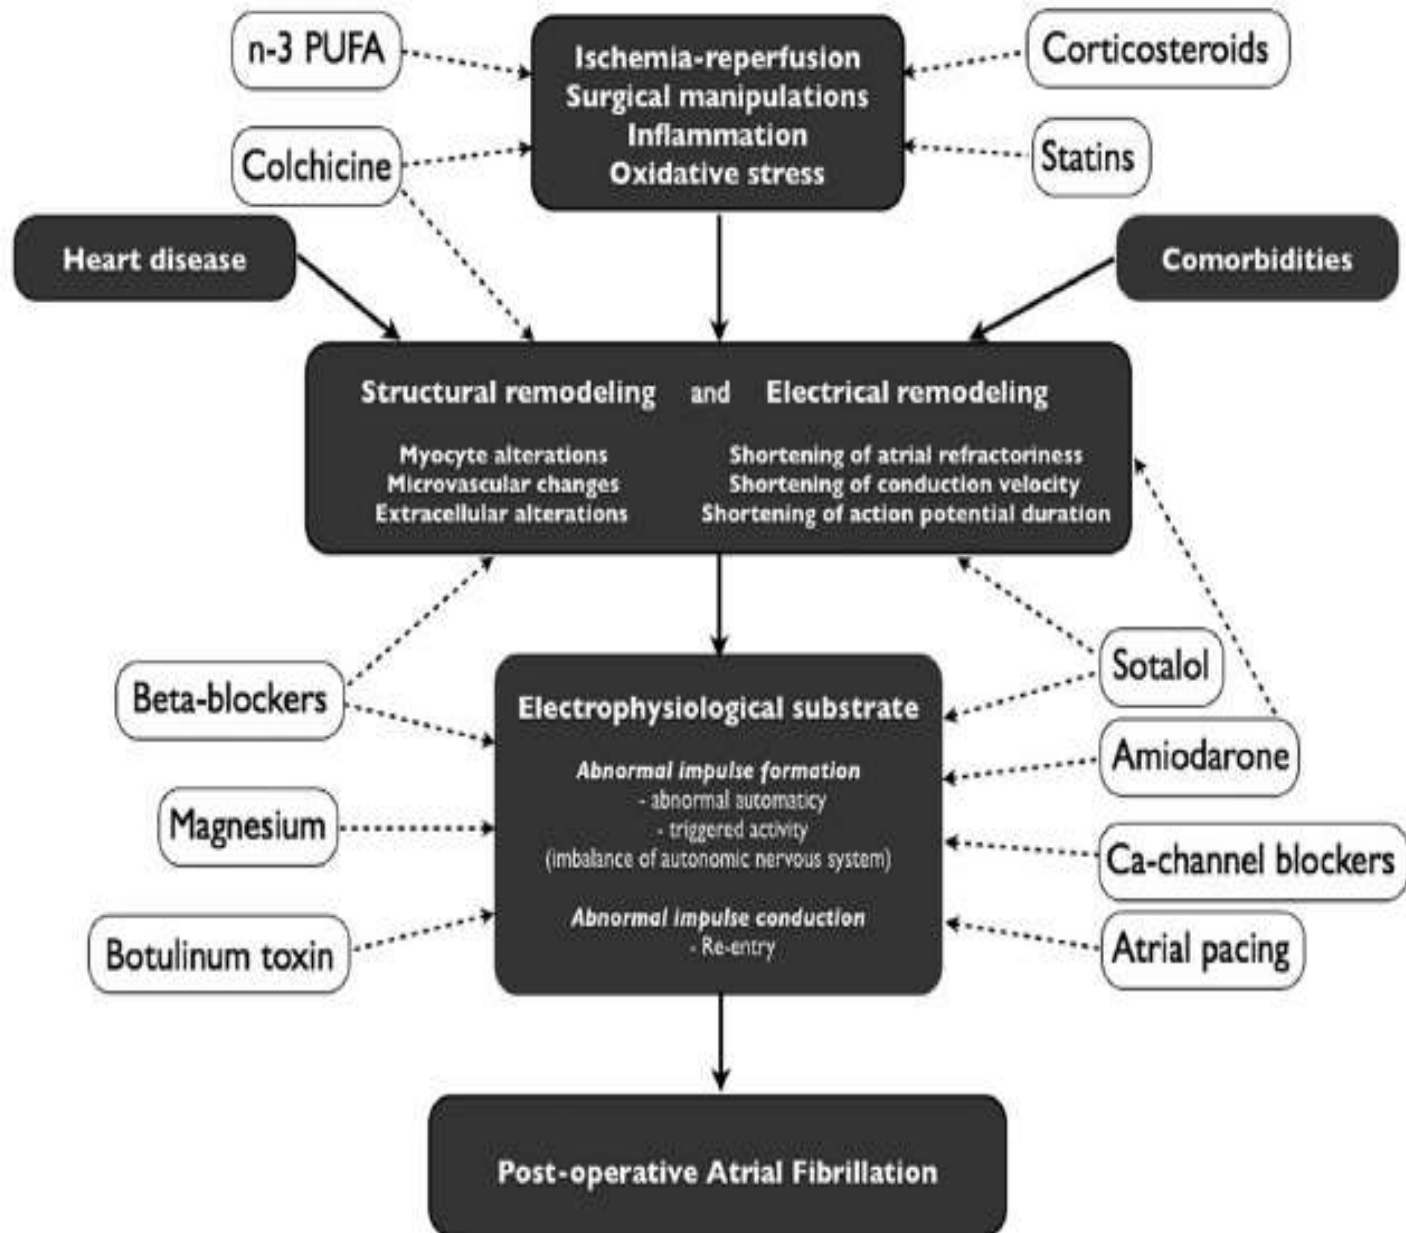 n-3 PUFA
Ischemia-reperfusion
Surgical manipulations
Inflammation
Oxidative stress
Corticosteroids
Colchicine
Statins
Heart disease
Comorbidities
Structural remodeling and Electrical remodeling
Myocyte alterations
Microvascular changes
Extracellular alterations
Shortening of atrial refractoriness
Shortening of conduction velocity
Shortening of action potential duration
Beta-blockers
Magnesium
Botulinum toxin
Electrophysiological substrate
Abnormal impulse formation
- abnormal automaticy
- triggered activity
(imbalance of autonomic nervous system)
Abnormal impulse conduction
- Re-entry
Sotalol
Amiodarone
Ca-channel blockers
Atrial pacing
Post-operative Atrial Fibrillation